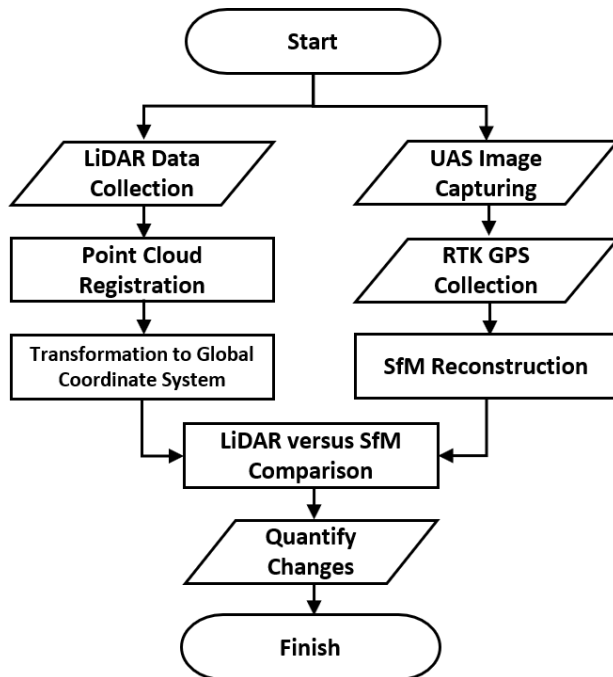 Start
LiDAR Data
Collection
UAS Image
Capturing
Point Cloud
Registration
RTK GPS
Collection
Transformation to Global
Coordinate System
SfM Reconstruction
LiDAR versus SfM
Comparison
Quantify
Changes
Finish